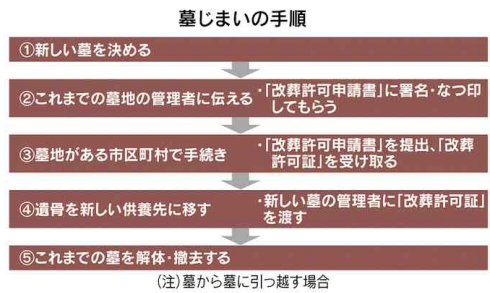 墓じまいの手順
①新しい墓を決める
②これまでの墓地の管理者に伝える
・「改葬許可申請書」に署名・なつ印
してもらう
③墓地がある市区町村で手続き
・「改葬許可申請書」を提出、「改葬
許可証」を受け取る
④遺骨を新しい供養先に移す
・新しい墓の管理者に「改葬許可証」
を渡す
⑤これまでの墓を解体・撤去する
(注)墓から墓に引っ越す場合